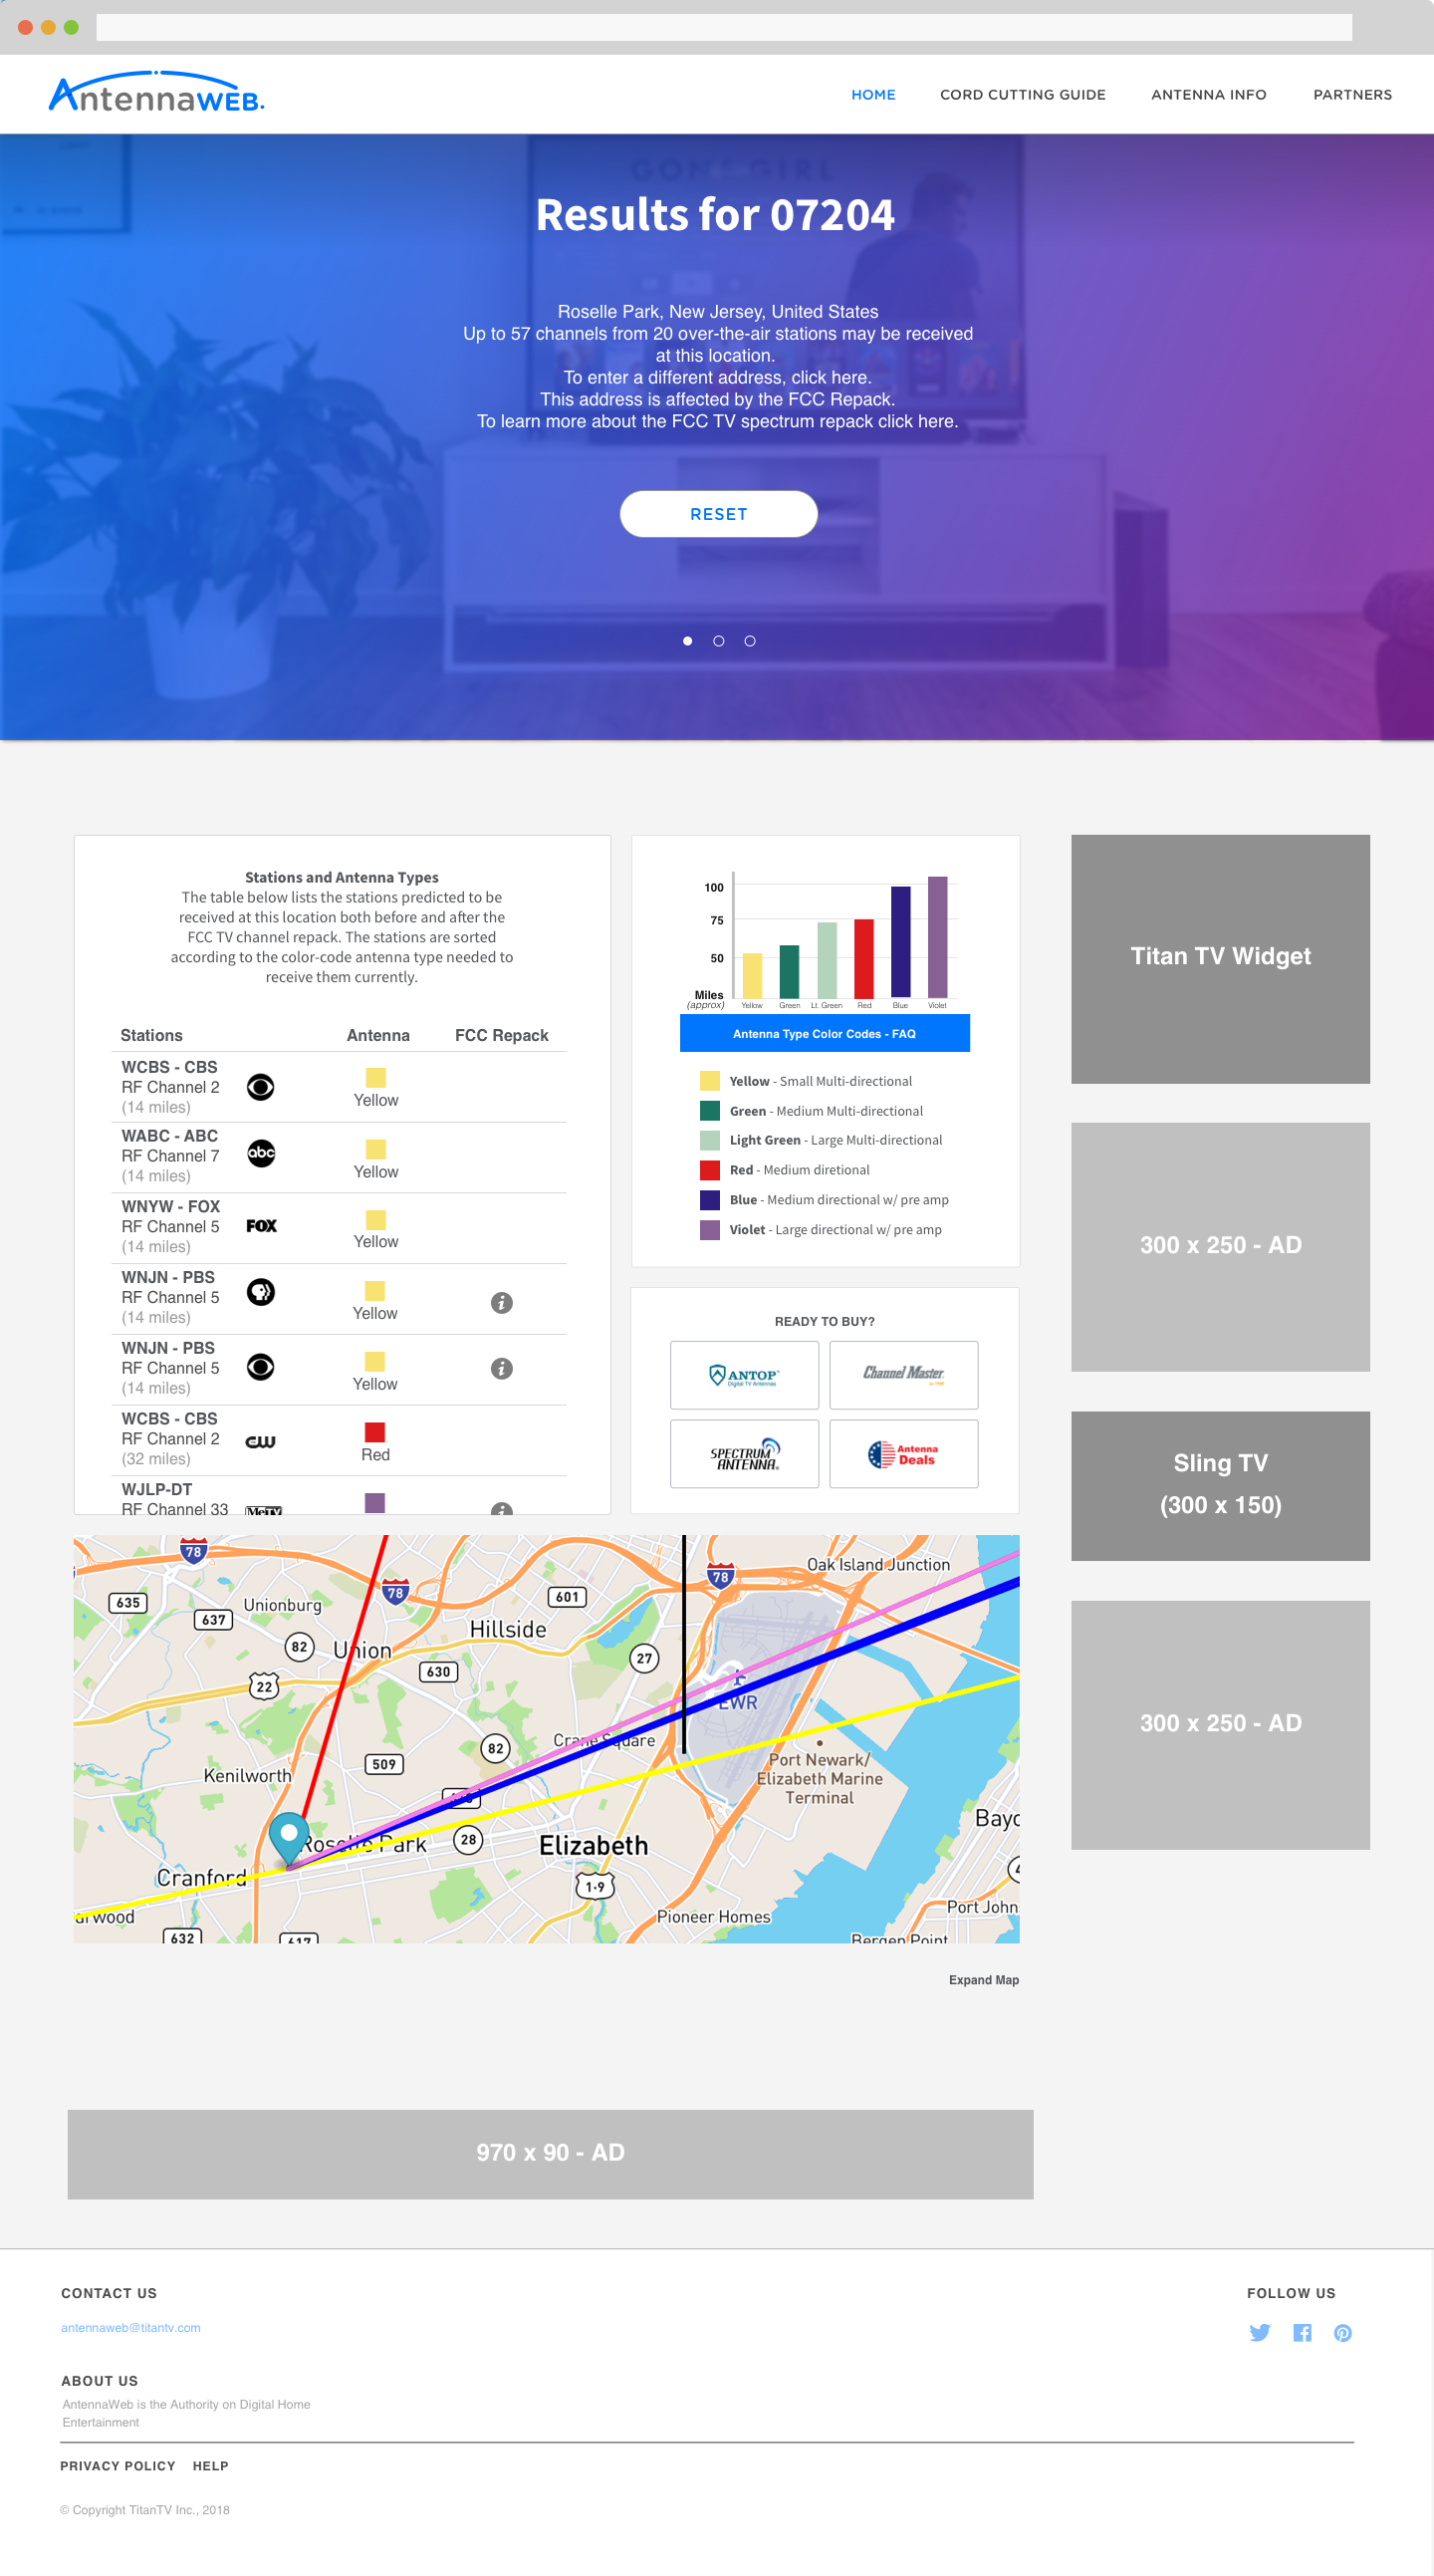 AntennaWEB.
HOME
CORD CUTTING GUIDE
ANTENNA INFO
PARTNERS
GONE GIRL
Results for 07204
Roselle Park, New Jersey, United States
Up to 57 channels from 20 over-the-air stations may be received
at this location.
To enter a different address, click here.
This address is affected by the FCC Repack.
To learn more about the FCC TV spectrum repack click here.
RESET
Stations and Antenna Types
The table below lists the stations predicted to be
received at this location both before and after the
FCC TV channel repack. The stations are sorted
according to the color-code antenna type needed to
receive them currently.
Stations Antenna FCC Repack
WCBS - CBS
RF Channel 2
(14 miles)
Yellow
WABC - ABC
RF Channel 7
(14 miles)
abc
Yellow
WNYW - FOX
RF Channel 5
(14 miles)
FOX
Yellow
WNJN - PBS
RF Channel 5
(14 miles)
Yellow
i
WNJN - PBS
RF Channel 5
(14 miles)
Yellow
i
WCBS - CBS
RF Channel 2
(32 miles)
CW
Red
WJLP-DT
RF Channel 33
MeTV
i
100
75
50
Miles
(approx)
Yellow Green Lt. Green Red Blue Violet
Antenna Type Color Codes - FAQ
Yellow - Small Multi-directional
Green - Medium Multi-directional
Light Green - Large Multi-directional
Red - Medium diretional
Blue - Medium directional w/ pre amp
Violet - Large directional w/ pre amp
READY TO BUY?
ANTOP
Digital TV Antennas
Channel Master
SPECTRUM
ANTENNA
Antenna
Deals
Titan TV Widget
300 x 250 - AD
Sling TV
(300 x 150)
300 x 250 - AD
78
78
78
Oak Island Junction
635
637
Unionburg
601
82
Union
Hillside
27
22
630
EWR
82
Crane Square
509
Kenilworth
Port Newark/
Elizabeth Marine
Terminal
Roselle Park
28
Elizabeth
Bayo
Cranford
1-9
Port Johns
arwood
Pioneer Homes
632
617
Bergen Point
Expand Map
970 x 90 - AD
CONTACT US
antennaweb@titantv.com
FOLLOW US
ABOUT US
AntennaWeb is the Authority on Digital Home
Entertainment
PRIVACY POLICY HELP
© Copyright TitanTV Inc., 2018